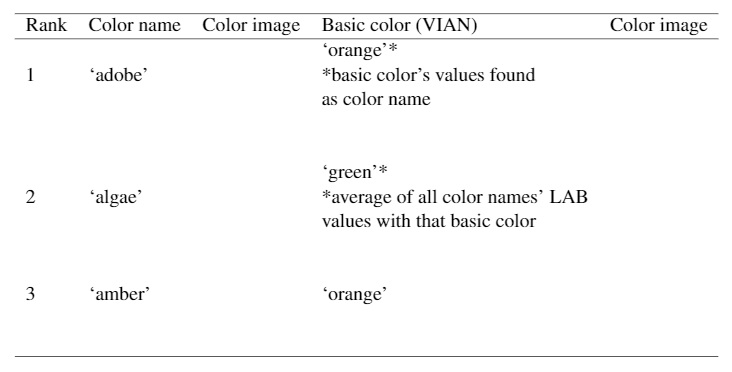 Rank Color name Color image Basic color (VIAN) Color image
‘orange’*
1 ‘adobe’ *basic color’s values found
as color name
‘green’*
2 ‘algae’ *average of all color names’ LAB
values with that basic color
3 ‘amber’ ‘orange’